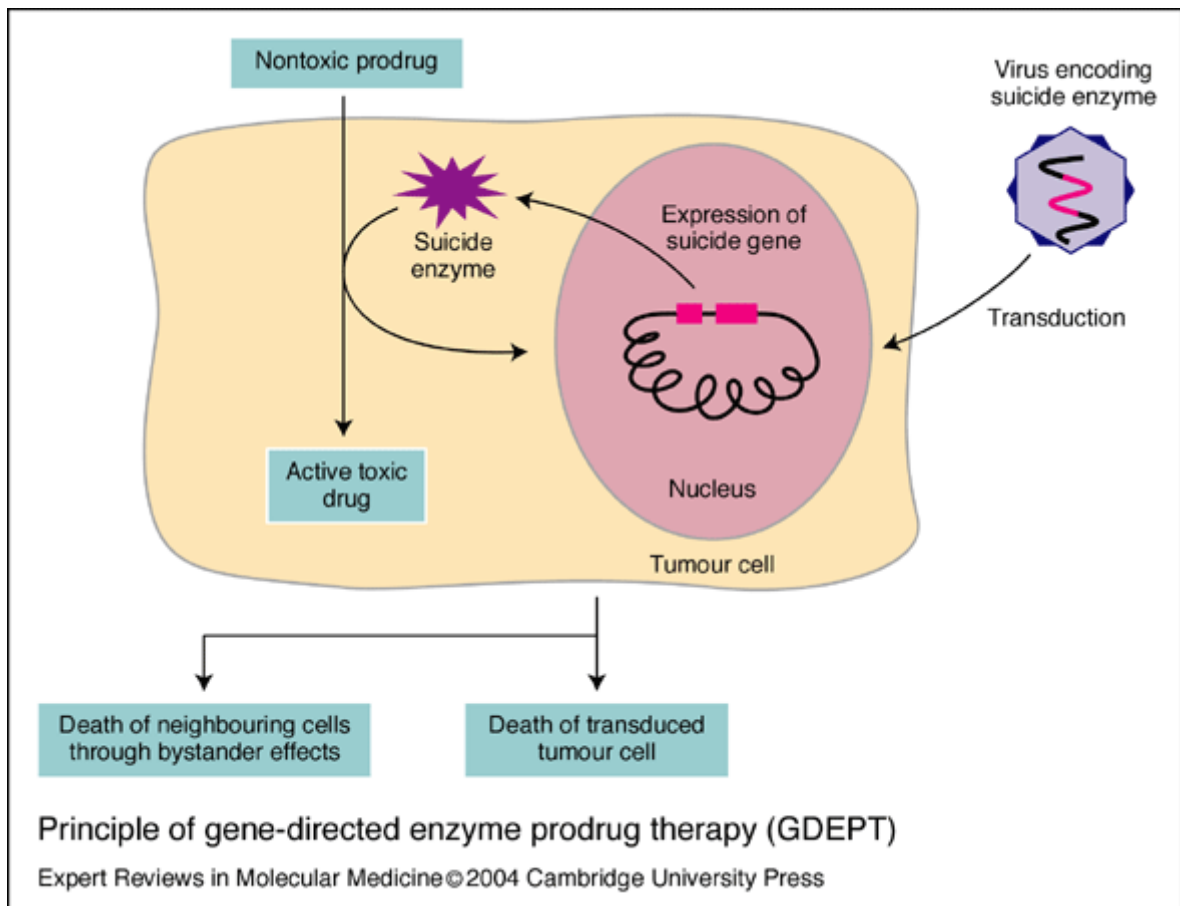 Nontoxic prodrug
Virus encoding
suicide enzyme
Expression of
suicide gene
Suicide
enzyme
Transduction
Active toxic
drug
Nucleus
Tumour cell
Death of neighbouring cells
through bystander effects
Death of transduced
tumour cell
Principle of gene-directed enzyme prodrug therapy (GDEPT)
Expert Reviews in Molecular Medicine©2004 Cambridge University Press